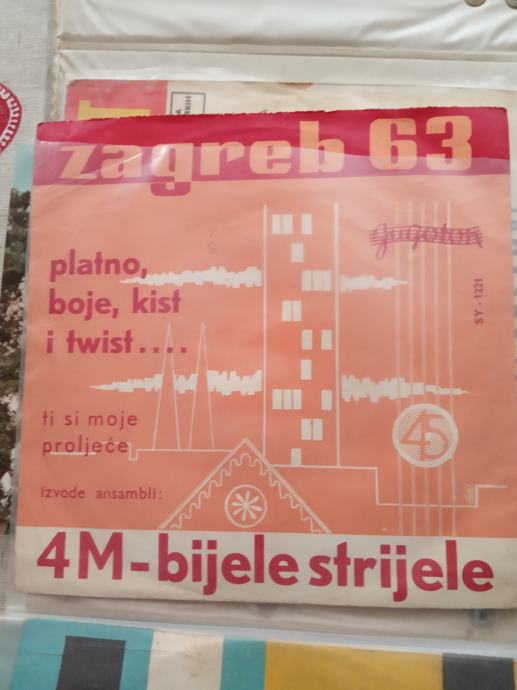 zagreb 63
jugoton
platno,
boje, kist
i twist....
SY - 1221
ti si moje
proljeće
45
izvode ansambli:
4M-bijele strijele